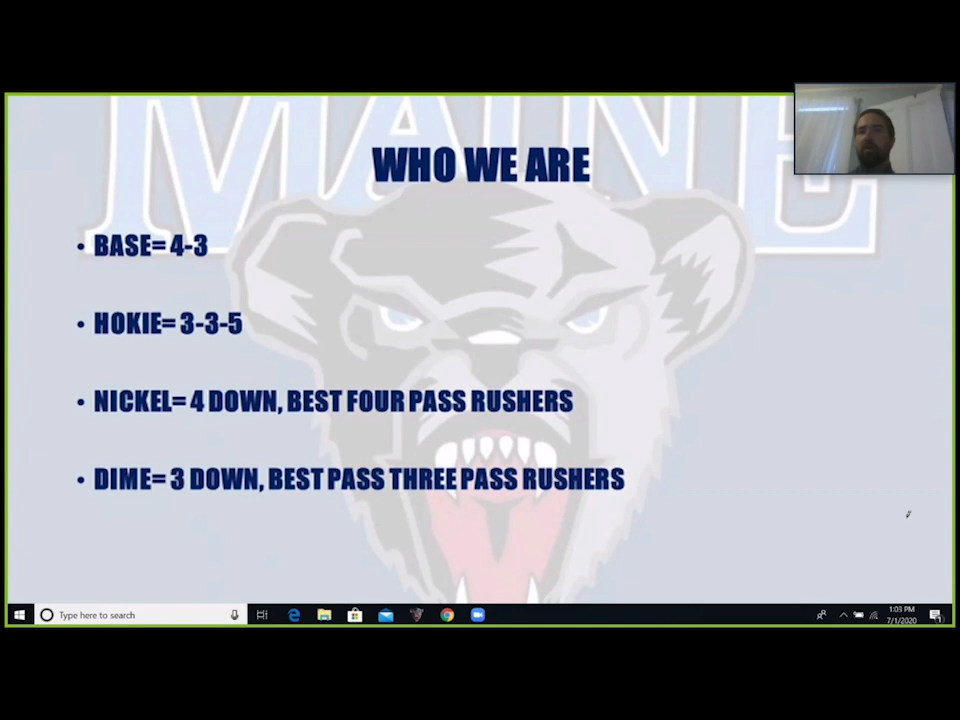 MAINE
WHO WE ARE
• BASE= 4-3
• HOKIE= 3-3-5
• NICKEL= 4 DOWN, BEST FOUR PASS RUSHERS
• DIME= 3 DOWN, BEST PASS THREE PASS RUSHERS
Type here to search
1:03 PM
7/1/2020